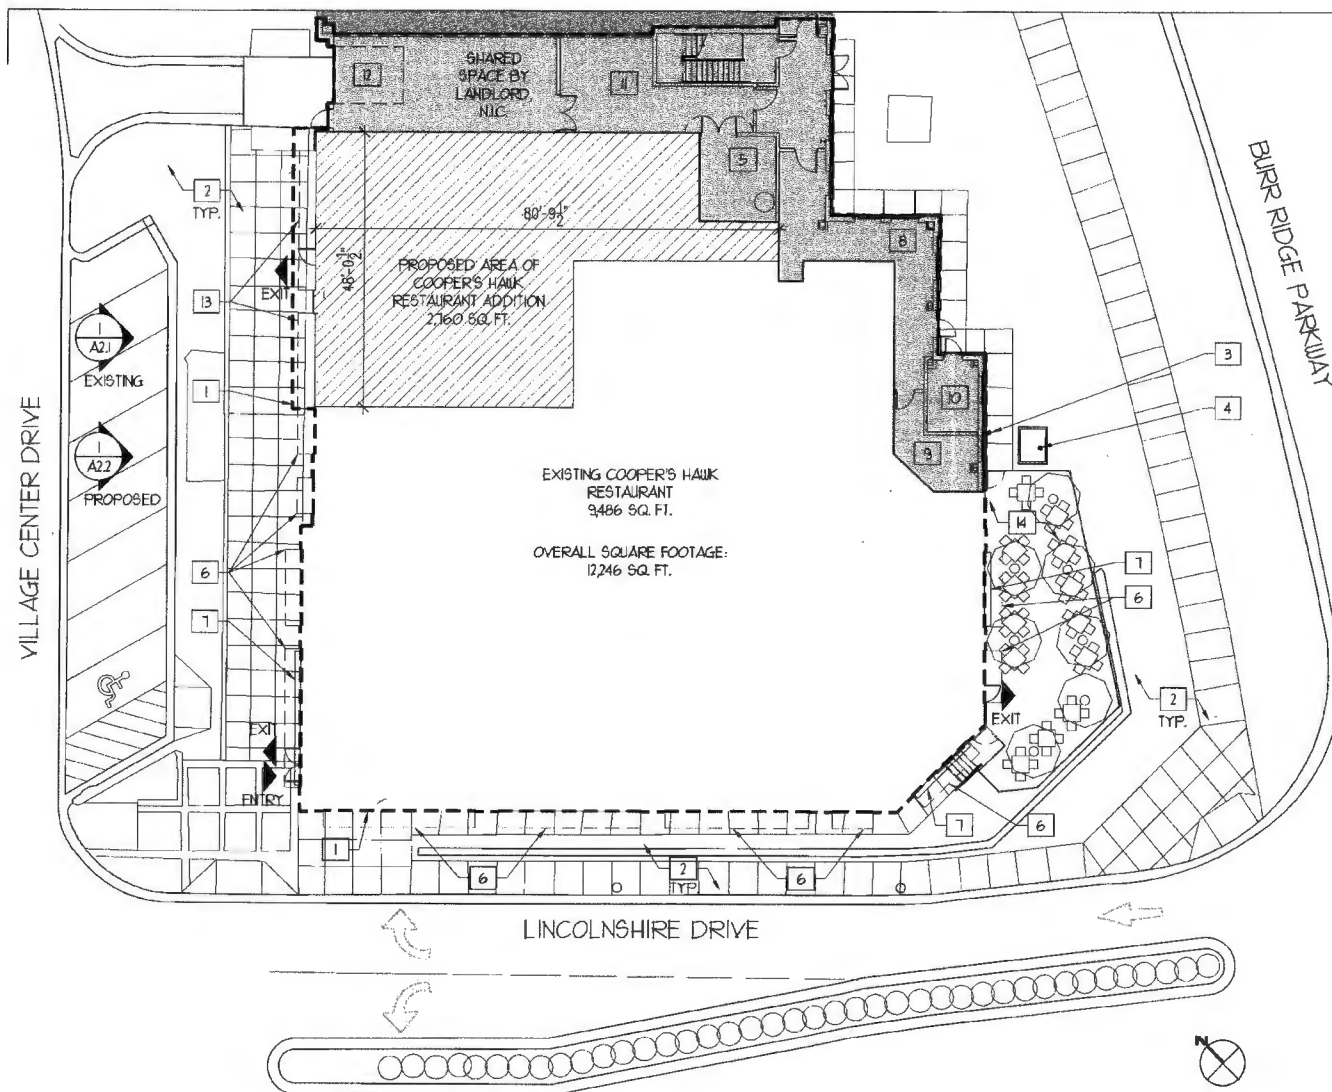 SHARED
SPACE BY
LANDLORD,
N.I.C.
12
11
5
8
2
TYP.
80'-9 1/2"
48'-0 1/2"
PROPOSED AREA OF
COOPER'S HAWK
RESTAURANT ADDITION
2,760 SQ. FT.
EXIT
13
1
A2.1
EXISTING
1
1
A2.2
PROPOSED
6
7
10
9
3
4
EXISTING COOPER'S HAWK
RESTAURANT
9,486 SQ. FT.
OVERALL SQUARE FOOTAGE:
12,246 SQ. FT.
14
7
6
2
TYP.
EXIT
EXIT
ENTRY
1
6
2
TYP.
6
7
6
VILLAGE CENTER DRIVE
BURR RIDGE PARKWAY
LINCOLNSHIRE DRIVE
N